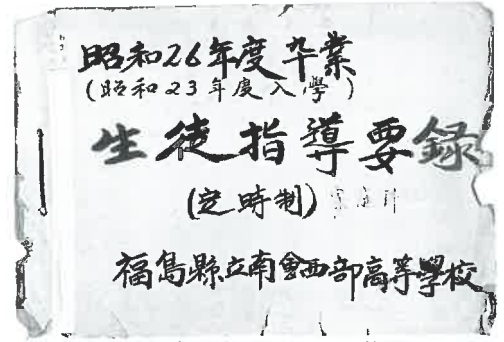 昭和26年度卒業
(昭和23年度入學)
生徒指導要録
(定時制)
福島縣立南會西部高等學校